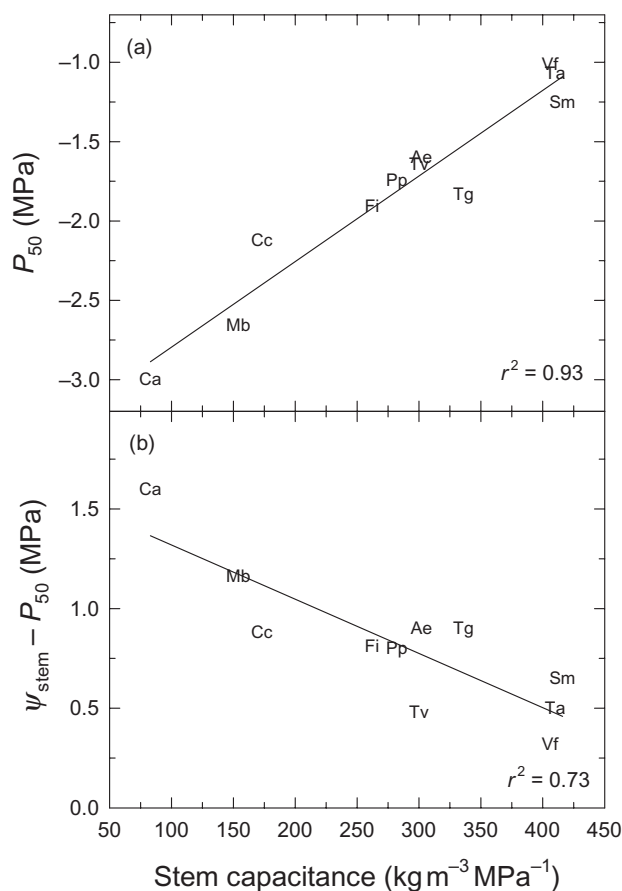 (a)
–1.0
–1.5
–2.0
–2.5
–3.0
P50 (MPa)
Vf
Ta
Sm
Ae
Tv
Pp
Tg
Fi
Cc
Mb
Ca
r2 = 0.93
(b)
1.5
1.0
0.5
0.0
Ψstem – P50 (MPa)
Ca
Mb
Cc
Ae
Tg
Fi
Pp
Sm
Tv
Ta
Vf
r2 = 0.73
50 100 150 200 250 300 350 400 450
Stem capacitance (kg m–3 MPa–1)